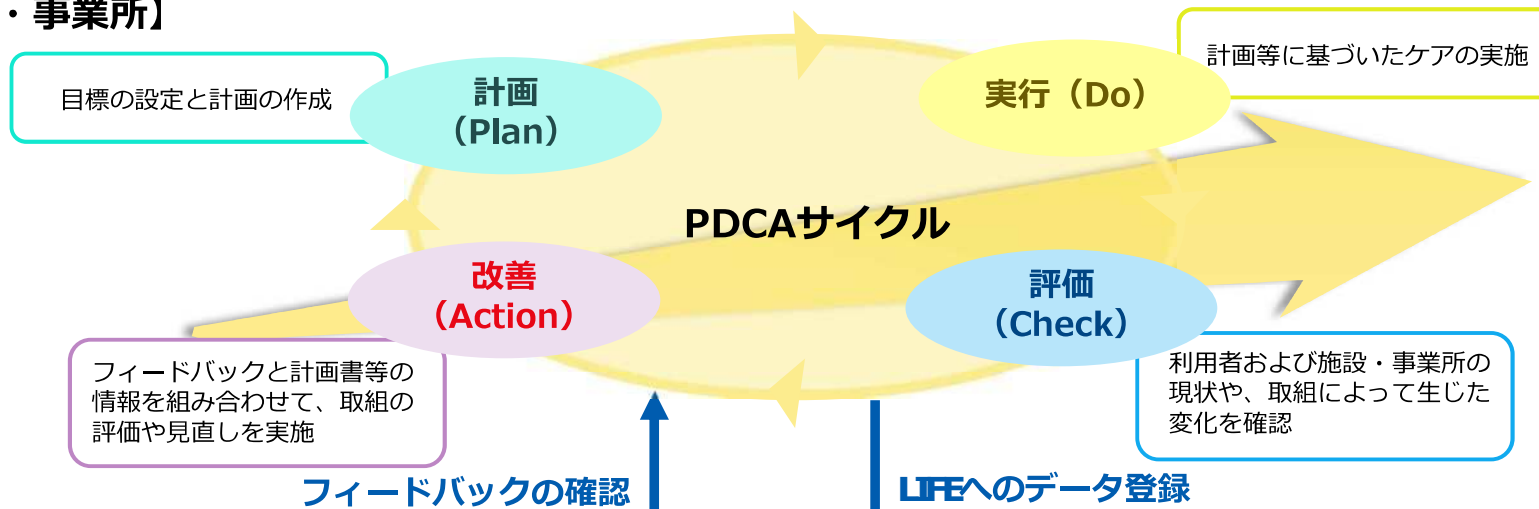 ・事業所】
目標の設定と計画の作成
計画
（Plan）
実行（Do）
計画等に基づいたケアの実施
PDCAサイクル
改善
（Action）
評価
（Check）
フィードバックと計画書等の
情報を組み合わせて、取組の
評価や見直しを実施
利用者および施設・事業所の
現状や、取組によって生じた
変化を確認
フィードバックの確認
LIFEへのデータ登録